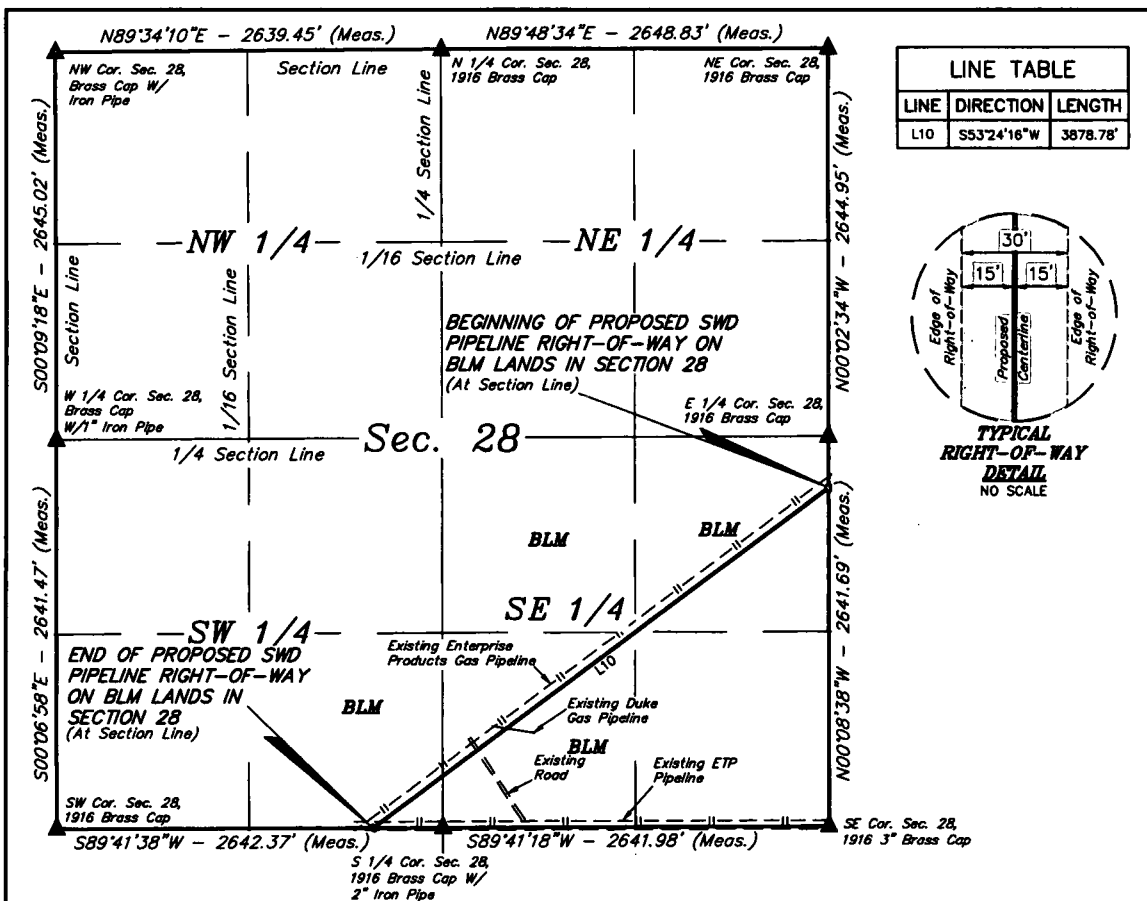 N89°34'10"E - 2639.45' (Meas.)
N89°48'34"E - 2648.83' (Meas.)
NW Cor. Sec. 28,
Brass Cap W/
Iron Pipe
Section Line
N 1/4 Cor. Sec. 28,
1916 Brass Cap
NE Cor. Sec. 28,
1916 Brass Cap
LINE TABLE
LINE DIRECTION LENGTH
L10 S53°24'16"W 3878.78'
S00°09'18"E - 2645.02' (Meas.)
Section Line
1/16 Section Line
1/4 Section Line
N00°02'34"W - 2644.95' (Meas.)
NW 1/4
NE 1/4
1/16 Section Line
30'
15'
15'
Edge of
Right-of-Way
Proposed
Centerline
Edge of
Right-of-Way
TYPICAL
RIGHT-OF-WAY
DETAIL
NO SCALE
BEGINNING OF PROPOSED SWD
PIPELINE RIGHT-OF-WAY ON
BLM LANDS IN SECTION 28
(At Section Line)
W 1/4 Cor. Sec. 28,
Brass Cap
W/1" Iron Pipe
E 1/4 Cor. Sec. 28,
1916 Brass Cap
Sec. 28
1/4 Section Line
S00°06'58"E - 2641.47' (Meas.)
N00°08'38"W - 2641.69' (Meas.)
BLM
BLM
SW 1/4
SE 1/4
END OF PROPOSED SWD
PIPELINE RIGHT-OF-WAY
ON BLM LANDS IN
SECTION 28
(At Section Line)
Existing Enterprise
Products Gas Pipeline
L10
BLM
Existing Duke
Gas Pipeline
BLM
Existing
Road
Existing ETP
Pipeline
SW Cor. Sec. 28,
1916 Brass Cap
SE Cor. Sec. 28,
1916 3" Brass Cap
S89°41'38"W - 2642.37' (Meas.)
S89°41'18"W - 2641.98' (Meas.)
S 1/4 Cor. Sec. 28,
1916 Brass Cap W/
2" Iron Pipe